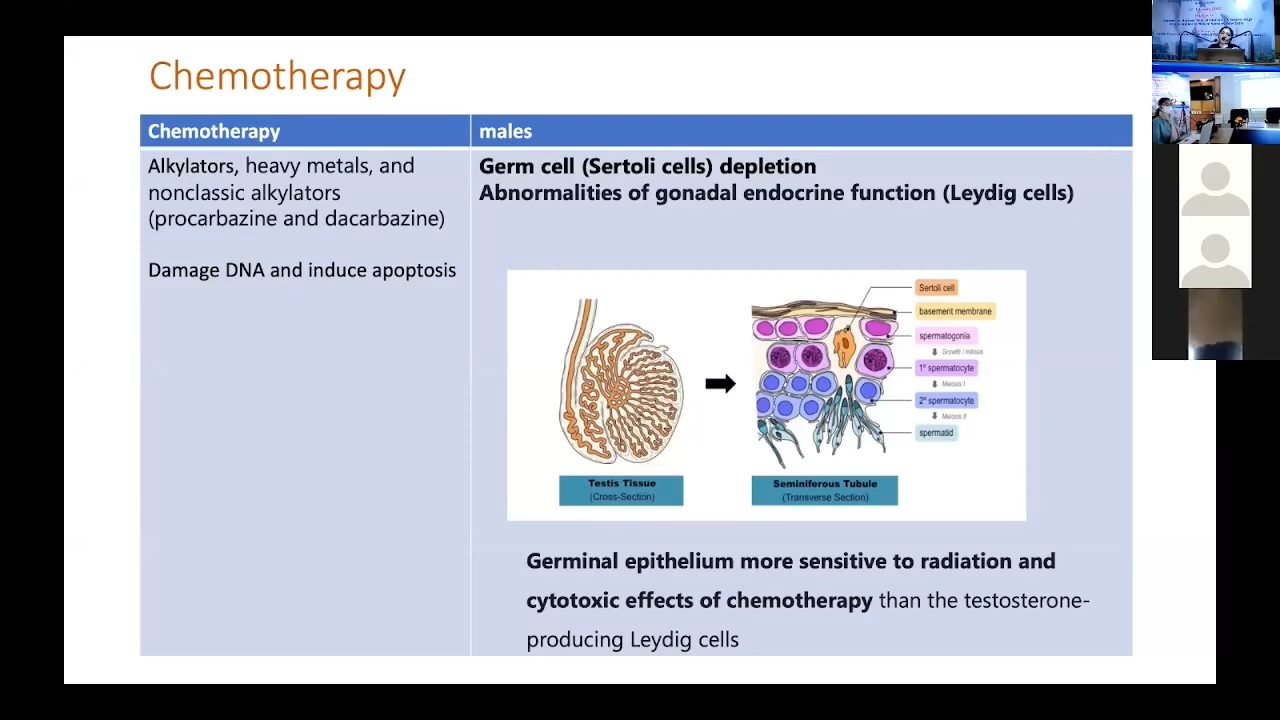 Chemotherapy
Chemotherapy
males
Alkylators, heavy metals, and
nonclassic alkylators
(procarbazine and dacarbazine)
Damage DNA and induce apoptosis
Germ cell (Sertoli cells) depletion
Abnormalities of gonadal endocrine function (Leydig cells)
Sertoli cell
basement membrane
spermatogonia
Growth / mitosis
1° spermatocyte
Meiosis I
2° spermatocyte
Meiosis II
spermatid
Testis Tissue
(Cross-Section)
Seminiferous Tubule
(Transverse Section)
Germinal epithelium more sensitive to radiation and
cytotoxic effects of chemotherapy than the testosterone-
producing Leydig cells